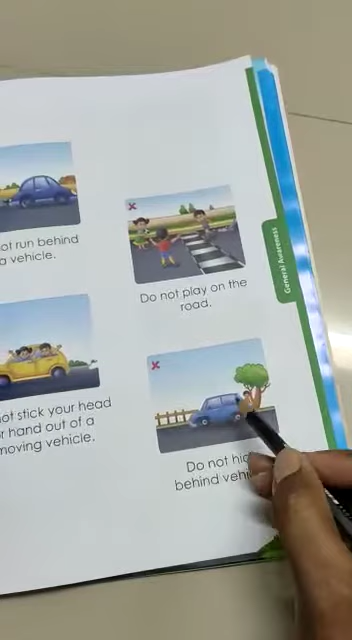 ot run behind
a vehicle.
Do not play on the
road.
General Awareness
ot stick your head
r hand out of a
moving vehicle.
Do not hid
behind vehi